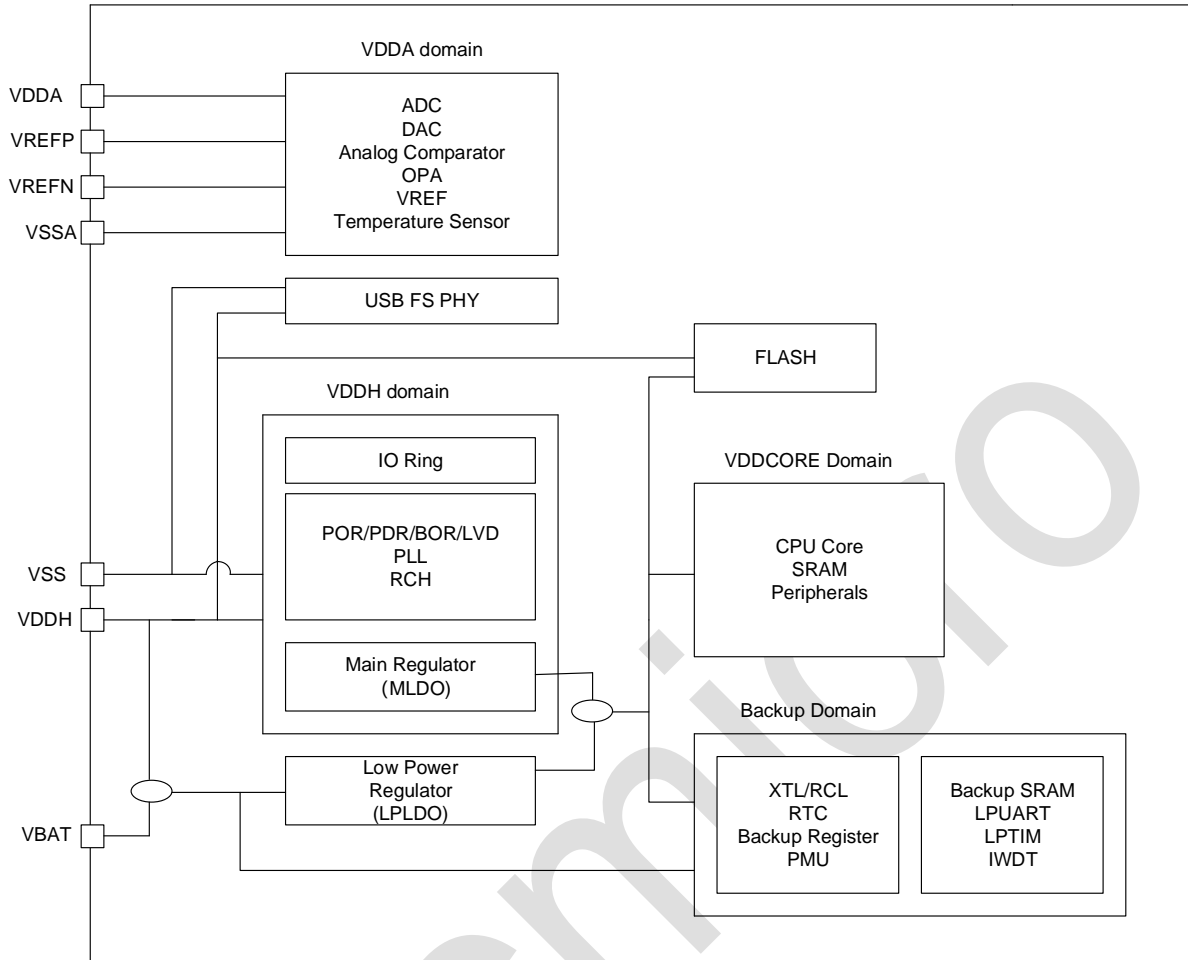 VDDA domain
VDDA
VREFP
VREFN
VSSA
ADC
DAC
Analog Comparator
OPA
VREF
Temperature Sensor
USB FS PHY
FLASH
VDDH domain
IO Ring
POR/PDR/BOR/LVD
PLL
RCH
VSS
VDDH
Main Regulator
(MLDO)
VDDCORE Domain
CPU Core
SRAM
Peripherals
Low Power
Regulator
(LPLDO)
VBAT
Backup Domain
XTL/RCL
RTC
Backup Register
PMU
Backup SRAM
LPUART
LPTIM
IWDT
smicro